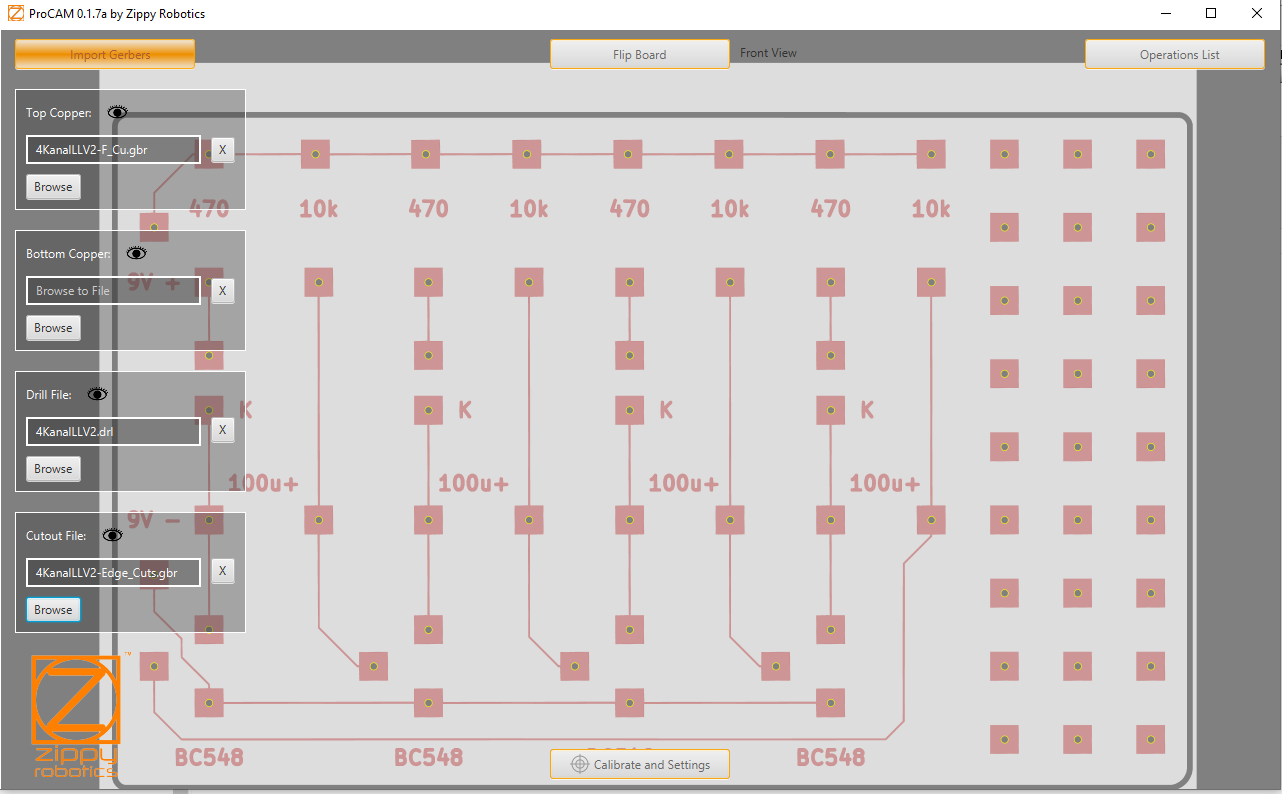 ProCAM 0.1.7a by Zippy Robotics
Import Gerbers
Flip Board
Front View
Operations List
Top Copper:
4KanalLLV2-F_Cu.gbr
X
Browse
470 10k 470 10k 470 10k 470 10k
Bottom Copper:
9V +
Browse to File
X
Browse
Drill File:
K K K K
4KanalLLV2.drl
X
Browse
100u+ 100u+ 100u+ 100u+
9V -
Cutout File:
4KanalLLV2-Edge_Cuts.gbr
X
Browse
zippy
robotics
BC548 BC548 BC548
Calibrate and Settings